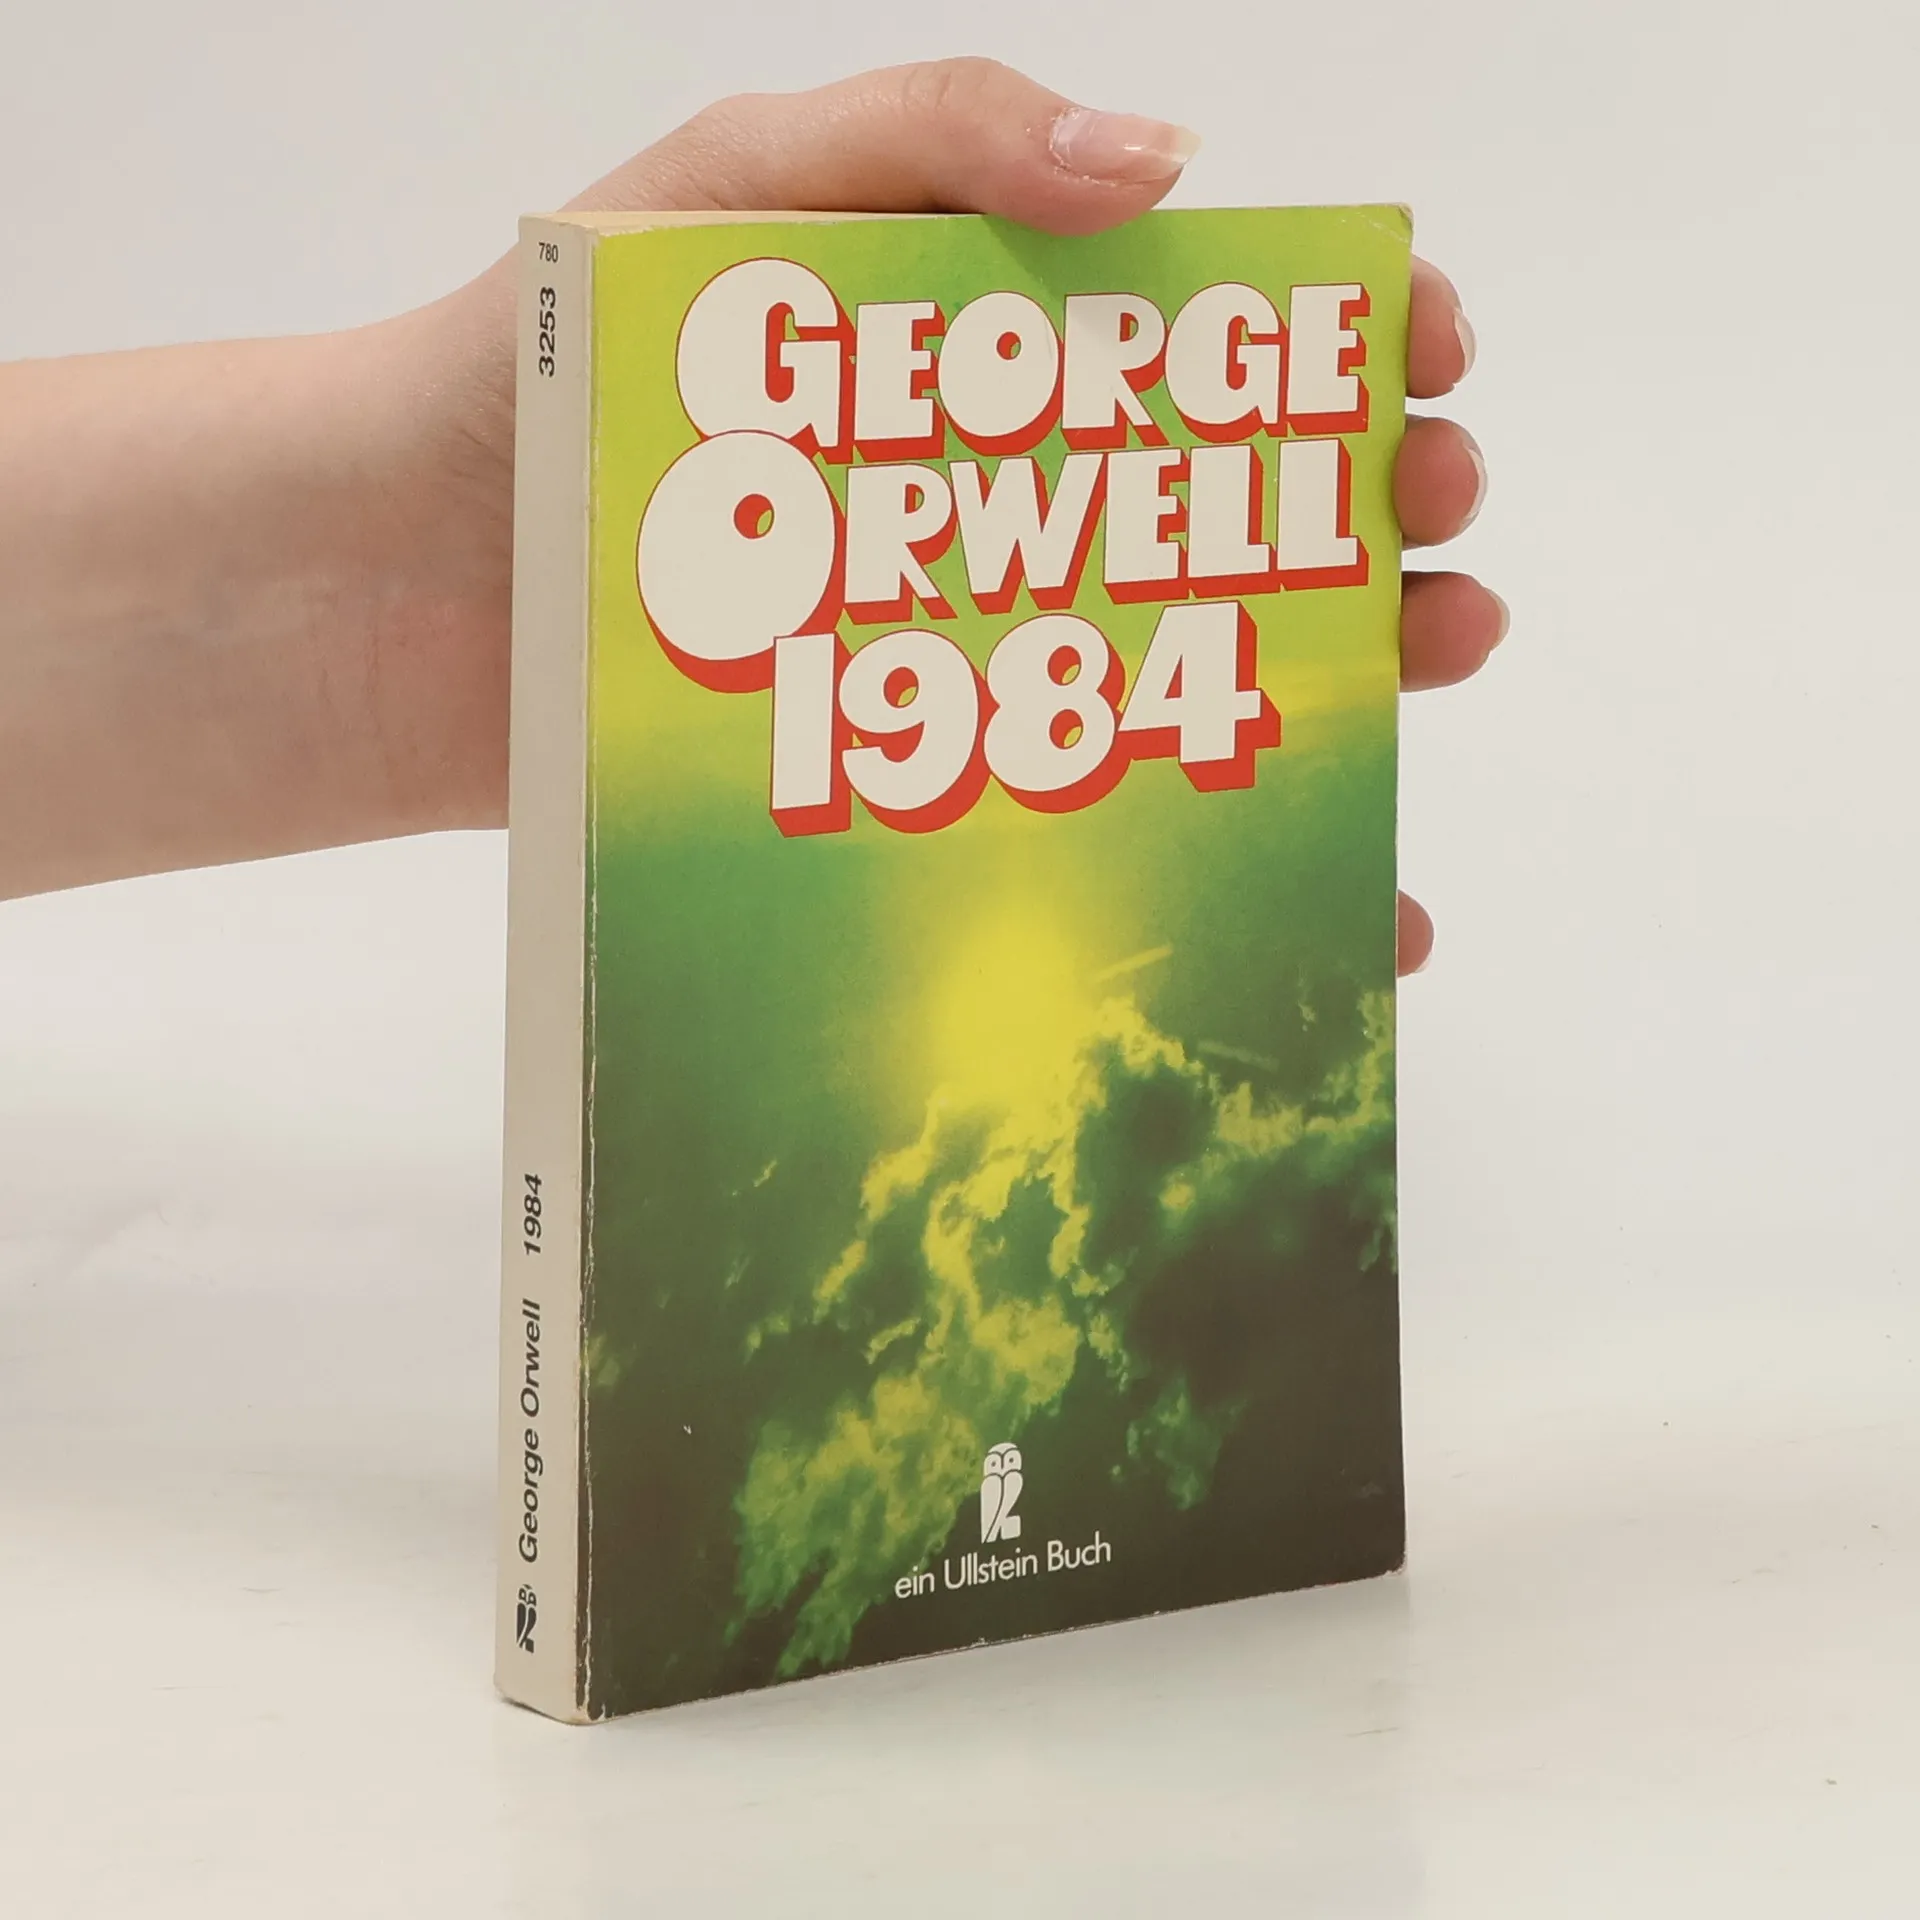 780
3253
George Orwell 1984
GEORGE
ORWELL
1984
ein Ullstein Buch